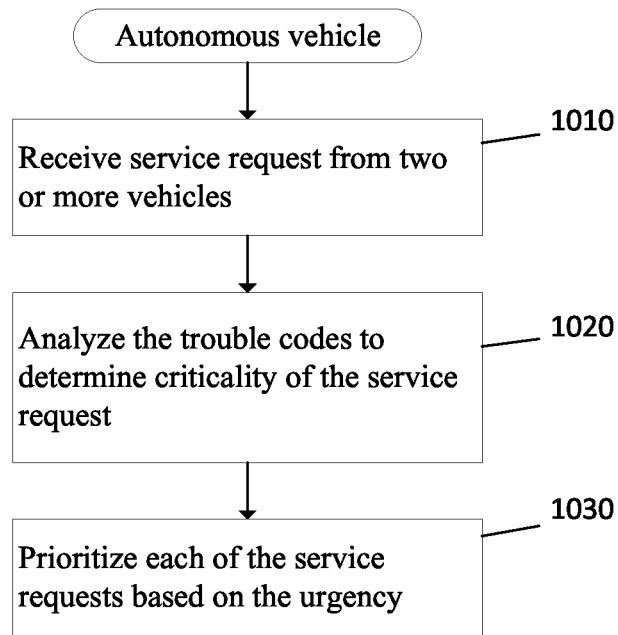 Autonomous vehicle
1010
Receive service request from two
or more vehicles
1020
Analyze the trouble codes to
determine criticality of the service
request
1030
Prioritize each of the service
requests based on the urgency